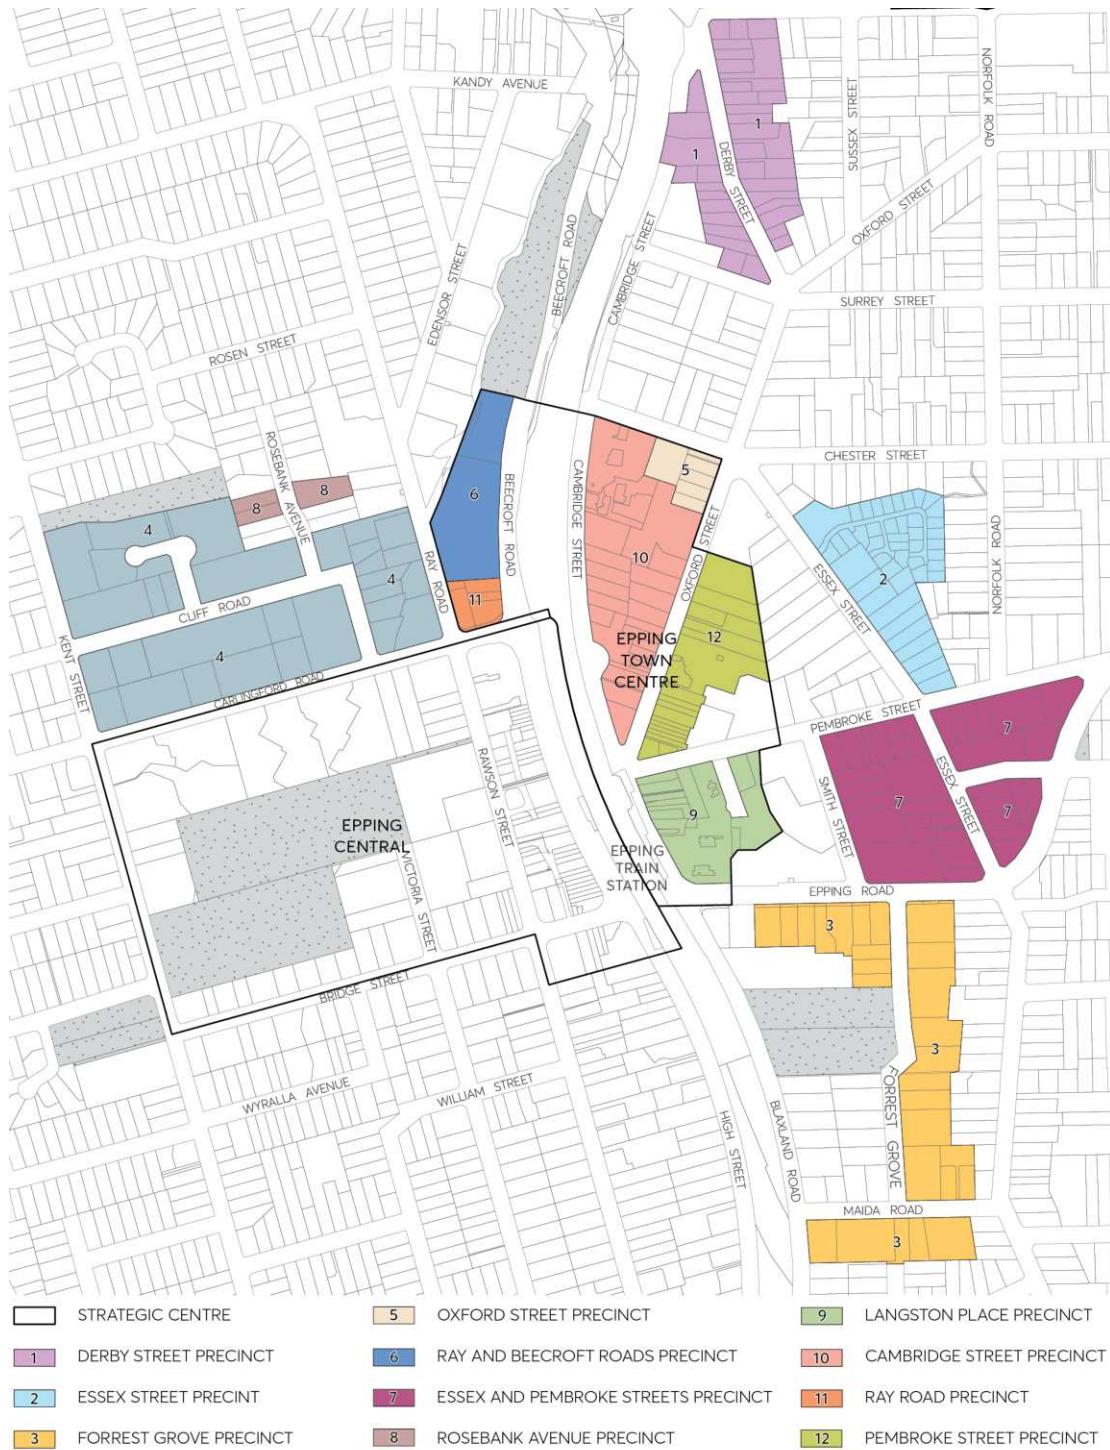 KANDY AVENUE
NORFOLK ROAD
SUSSEX STREET
1
1
DERBY STREET
OXFORD STREET
BEECROFT ROAD
CAMBRIDGE STREET
EDENSOR STREET
SURREY STREET
ROSEN STREET
ROSEBANK AVENUE
CHESTER STREET
5
CAMBRIDGE STREET
BEECROFT ROAD
6
8
8
4
OXFORD STREET
10
NORFOLK ROAD
ESSEX STREET
2
4
RAY ROAD
11
CLIFF ROAD
12
EPPING
TOWN
CENTRE
KENT STREET
4
CARLINGFORD ROAD
PEMBROKE STREET
7
ESSEX STREET
RAWSON STREET
SMITH STREET
7
7
9
EPPING
CENTRAL
EPPING
TRAIN
STATION
VICTORIA STREET
EPPING ROAD
3
BRIDGE STREET
3
FORREST GROVE
WYRALLA AVENUE
WILLIAM STREET
HIGH STREET
BLAXLAND ROAD
MAIDA ROAD
3
STRATEGIC CENTRE
1 DERBY STREET PRECINCT
2 ESSEX STREET PRECINT
3 FORREST GROVE PRECINCT
5 OXFORD STREET PRECINCT
6 RAY AND BEECROFT ROADS PRECINCT
7 ESSEX AND PEMBROKE STREETS PRECINCT
8 ROSEBANK AVENUE PRECINCT
9 LANGSTON PLACE PRECINCT
10 CAMBRIDGE STREET PRECINCT
11 RAY ROAD PRECINCT
12 PEMBROKE STREET PRECINCT